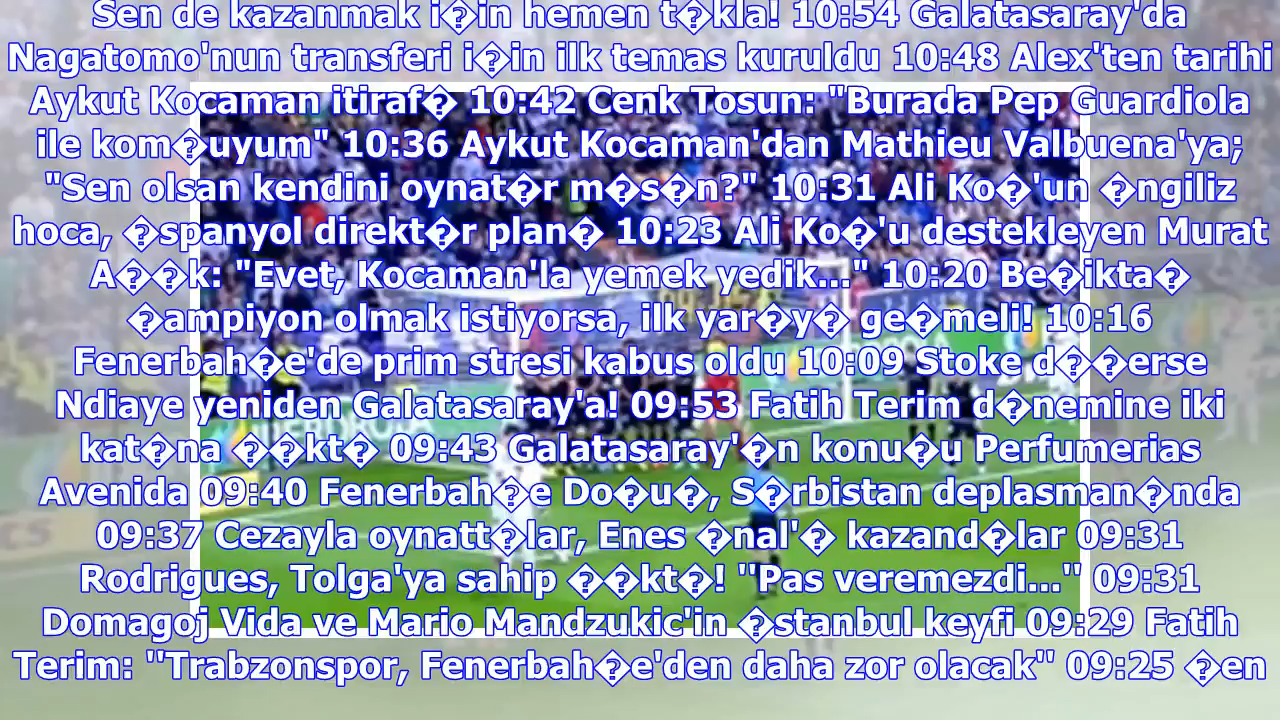 Sen de kazanmak i�in hemen t�kla! 10:54 Galatasaray'da
Nagatomo'nun transferi i�in ilk temas kuruldu 10:48 Alex'ten tarihi
Aykut Kocaman itiraf� 10:42 Cenk Tosun: "Burada Pep Guardiola
ile kom�uyum" 10:36 Aykut Kocaman'dan Mathieu Valbuena'ya;
"Sen olsan kendini oynat�r m�s�n?" 10:31 Ali Ko�'un �ngiliz
hoca, �spanyol direkt�r plan� 10:23 Ali Ko�'u destekleyen Murat
A��k: "Evet, Kocaman'la yemek yedik..." 10:20 Be�ikta�
�ampiyon olmak istiyorsa, ilk yar�y� ge�meli! 10:16
Fenerbah�e'de prim stresi kabus oldu 10:09 Stoke d��erse
Ndiaye yeniden Galatasaray'a! 09:53 Fatih Terim d�nemine iki
kat�na ��kt� 09:43 Galatasaray'�n konu�u Perfumerias
Avenida 09:40 Fenerbah�e Do�u�, S�rbistan deplasman�nda
09:37 Cezayla oynatt�lar, Enes �nal'� kazand�lar 09:31
Rodrigues, Tolga'ya sahip ��kt�! ''Pas veremezdi...'' 09:31
Domagoj Vida ve Mario Mandzukic'in �stanbul keyfi 09:29 Fatih
Terim: ''Trabzonspor, Fenerbah�e'den daha zor olacak'' 09:25 �en
IBERDROLA